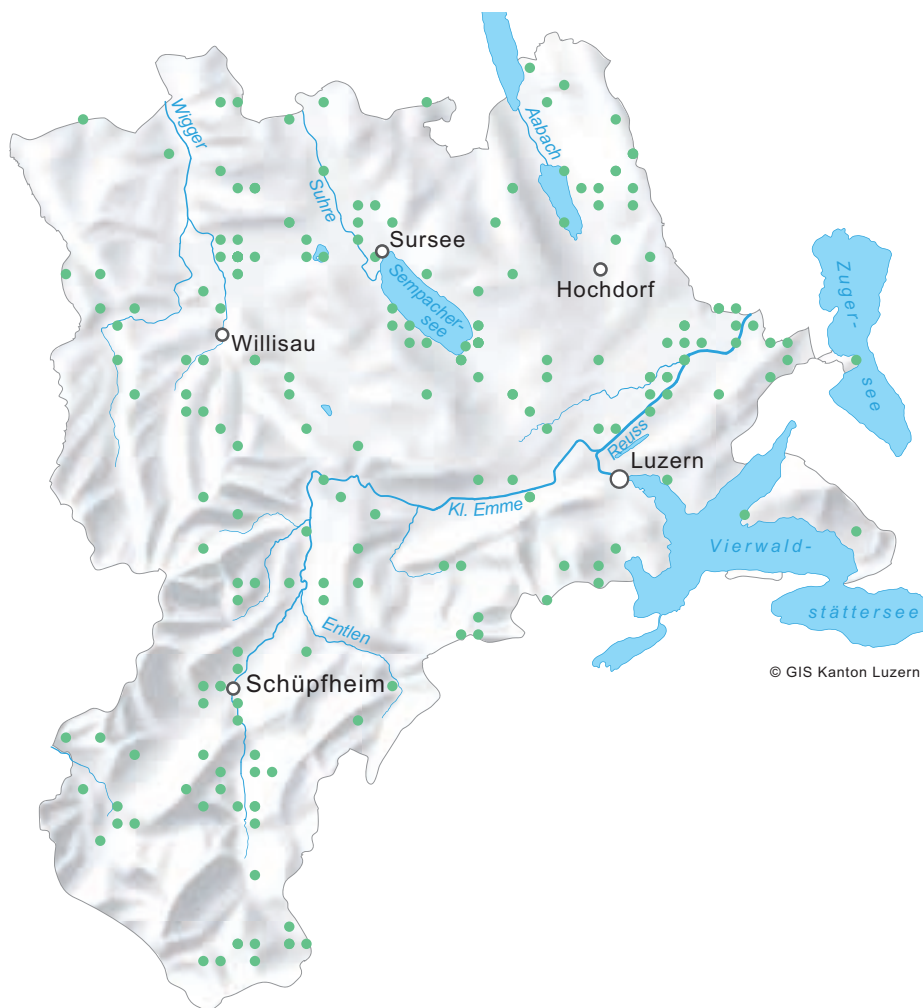 Wigger
Aabach
Suhre
Sursee
Sempacher-
see
Hochdorf
Zuger-
see
Willisau
Reuss
Luzern
Kl. Emme
Vierwald-
stättersee
Entlen
© GIS Kanton Luzern
Schüpfheim